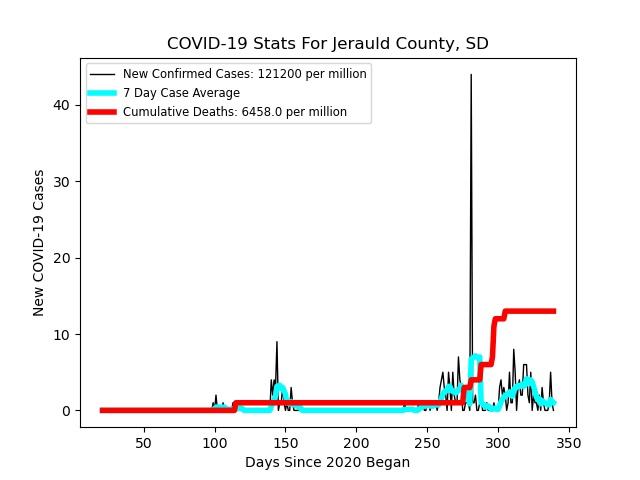 COVID-19 Stats For Jerauld County, SD
New Confirmed Cases: 121200 per million
7 Day Case Average
Cumulative Deaths: 6458.0 per million
New COVID-19 Cases
40
30
20
10
0
50 100 150 200 250 300 350
Days Since 2020 Began